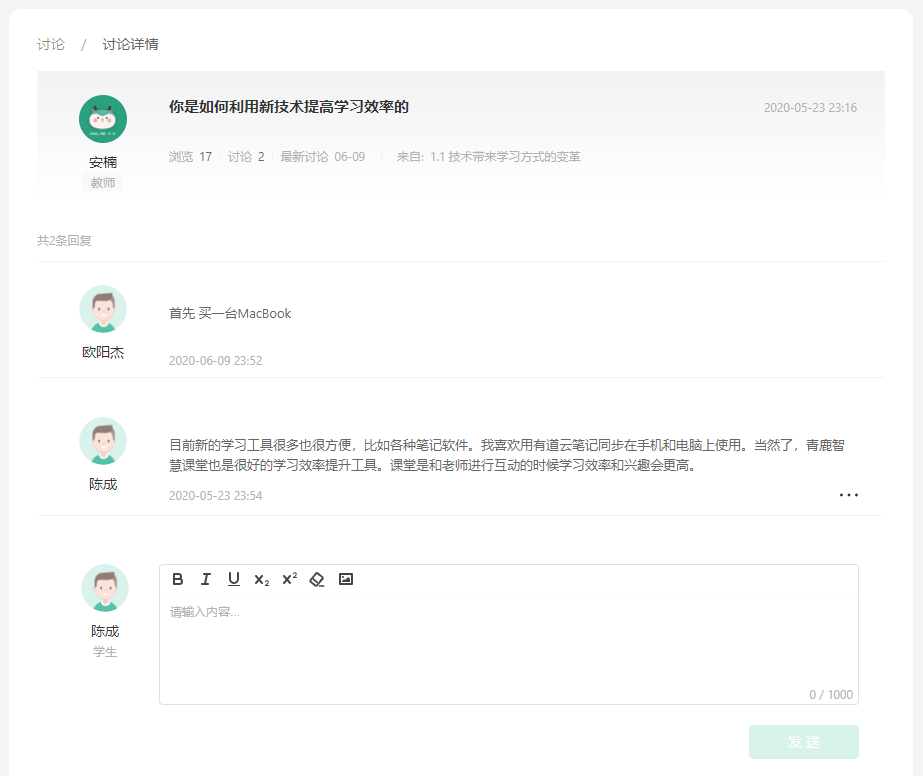 讨论 / 讨论详情
你是如何利用新技术提高学习效率的 2020-05-23 23:16
安楠
教师
浏览 17 讨论 2 最新讨论 06-09 来自: 1.1 技术带来学习方式的变革
共2条回复
首先 买一台MacBook
欧阳杰
2020-06-09 23:52
目前新的学习工具很多也很方便，比如各种笔记软件。我喜欢用有道云笔记同步在手机和电脑上使用。当然了，青鹿智
慧课堂也是很好的学习效率提升工具。课堂是和老师进行互动的时候学习效率和兴趣会更高。
陈成
2020-05-23 23:54
B I U x₂ x²
请输入内容...
陈成
学生
0 / 1000
发送